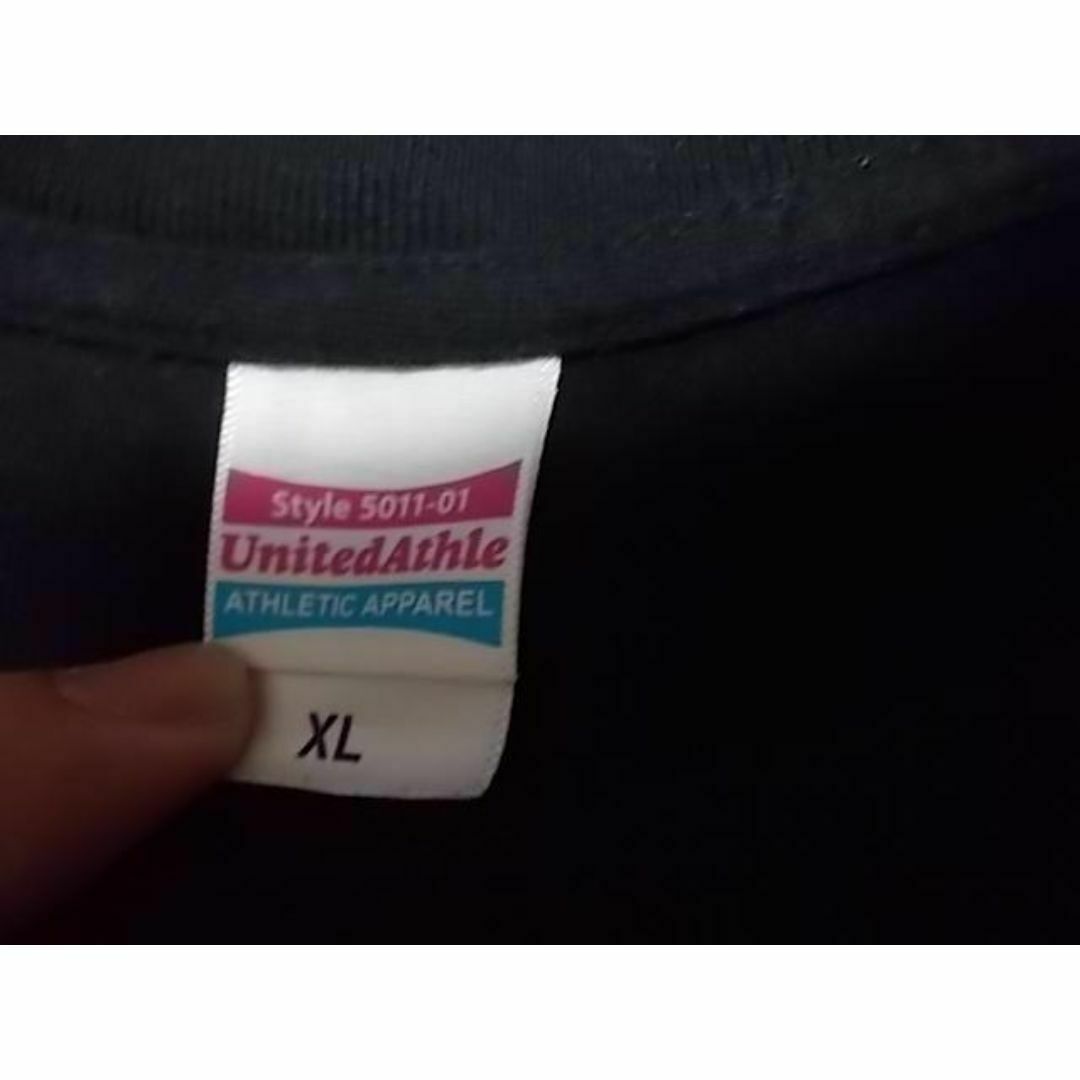 Style 5011-01
UnitedAthle
ATHLETIC APPAREL
XL